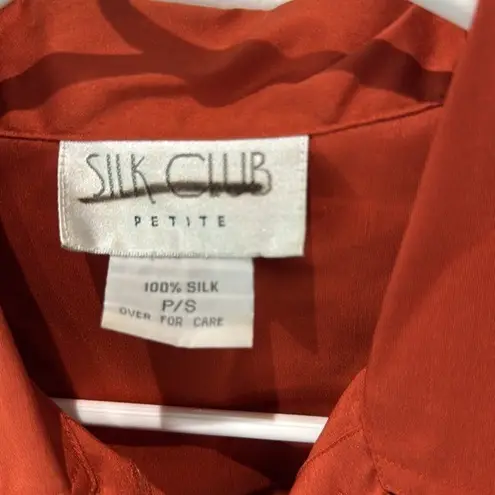 SILK CLUB
PETITE
100% SILK
P/S
OVER FOR CARE